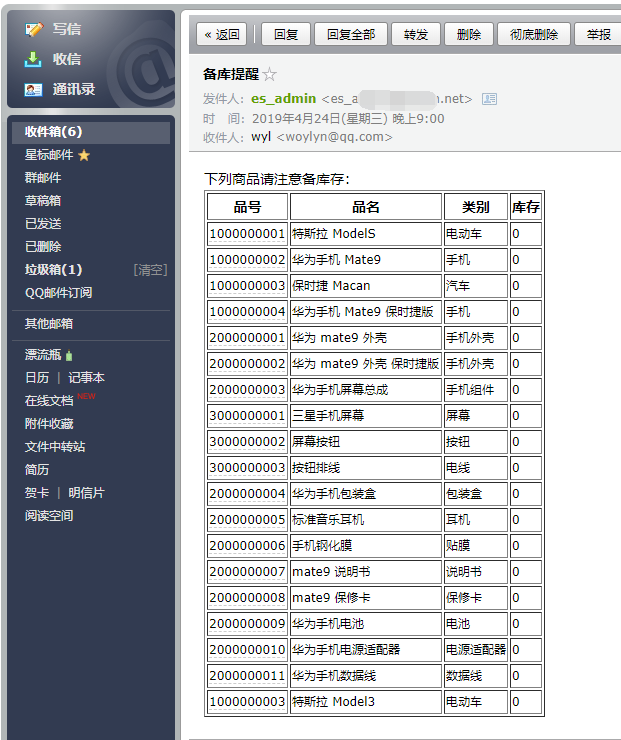 写信
收信
通讯录
收件箱(6)
星标邮件
群邮件
草稿箱
已发送
已删除
垃圾箱(1) [清空]
QQ邮件订阅
其他邮箱
漂流瓶
日历 | 记事本
在线文档 NEW
附件收藏
文件中转站
简历
贺卡 | 明信片
阅读空间
« 返回 回复 回复全部 转发 删除 彻底删除 举报
备库提醒☆
发件人: es_admin <es_a n.net>
时 间: 2019年4月24日(星期三) 晚上9:00
收件人: wyl <woylyn@qq.com>
下列商品请注意备库存:
品号 品名 类别 库存
1000000001 特斯拉 ModelS 电动车 0
1000000002 华为手机 Mate9 手机 0
1000000003 保时捷 Macan 汽车 0
1000000004 华为手机 Mate9 保时捷版 手机 0
2000000001 华为 mate9 外壳 手机外壳 0
2000000002 华为 mate9 外壳 保时捷版 手机外壳 0
2000000003 华为手机屏幕总成 手机组件 0
3000000001 三星手机屏幕 屏幕 0
3000000002 屏幕按钮 按钮 0
3000000003 按钮排线 电线 0
2000000004 华为手机包装盒 包装盒 0
2000000005 标准音乐耳机 耳机 0
2000000006 手机钢化膜 贴膜 0
2000000007 mate9 说明书 说明书 0
2000000008 mate9 保修卡 保修卡 0
2000000009 华为手机电池 电池 0
2000000010 华为手机电源适配器 电源适配器 0
2000000011 华为手机数据线 数据线 0
1000000003 特斯拉 Model3 电动车 0